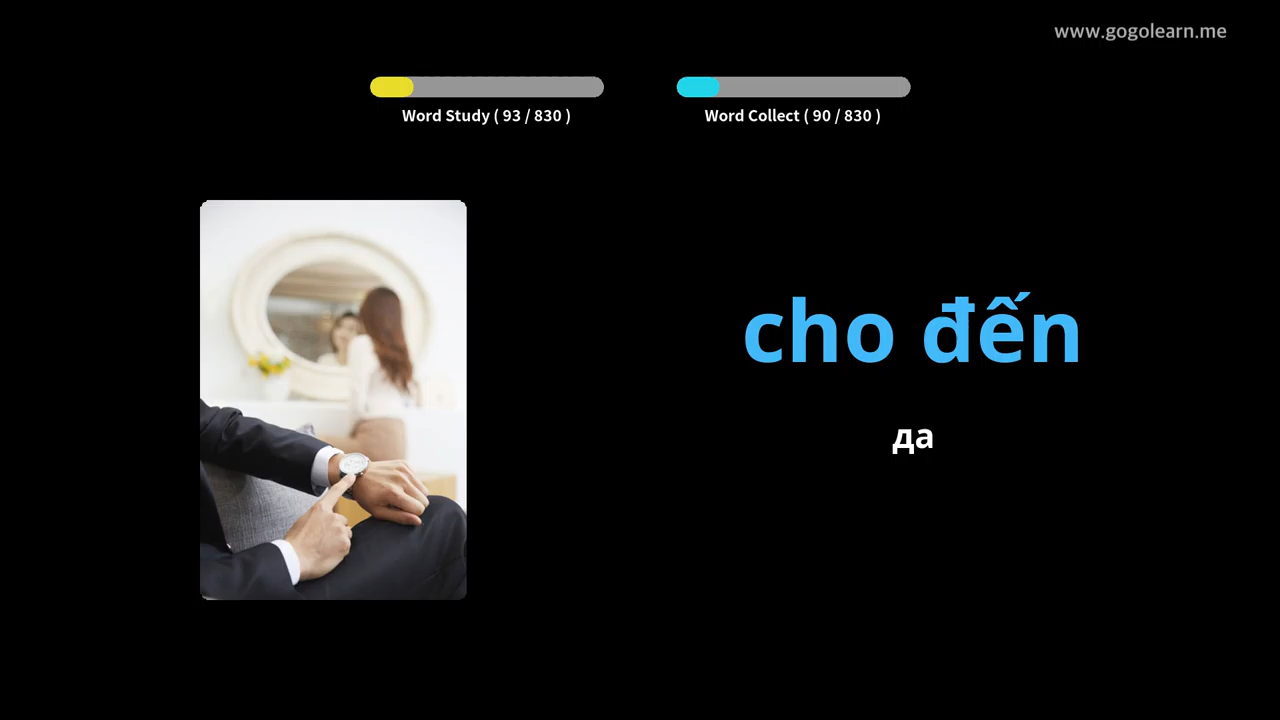 www.gogolearn.me
Word Study ( 93 / 830 )
Word Collect ( 90 / 830 )
cho đến
да